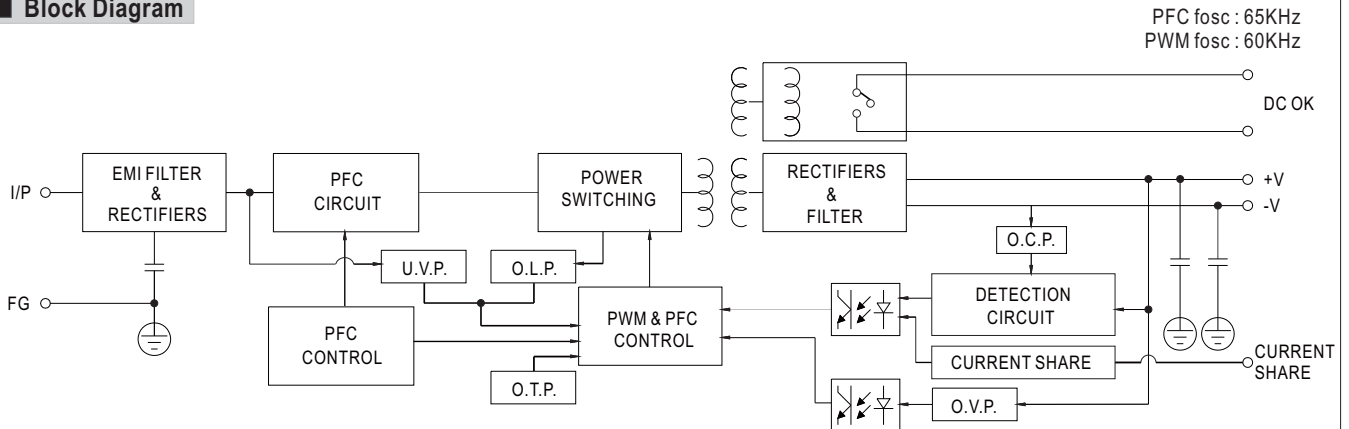 Block Diagram
PFC fosc : 65KHz
PWM fosc : 60KHz
DC OK
I/P
EMI FILTER
&
RECTIFIERS
PFC
CIRCUIT
POWER
SWITCHING
RECTIFIERS
&
FILTER
+V
-V
O.C.P.
U.V.P.
O.L.P.
FG
DETECTION
CIRCUIT
PWM & PFC
CONTROL
PFC
CONTROL
CURRENT SHARE
CURRENT
SHARE
O.T.P.
O.V.P.